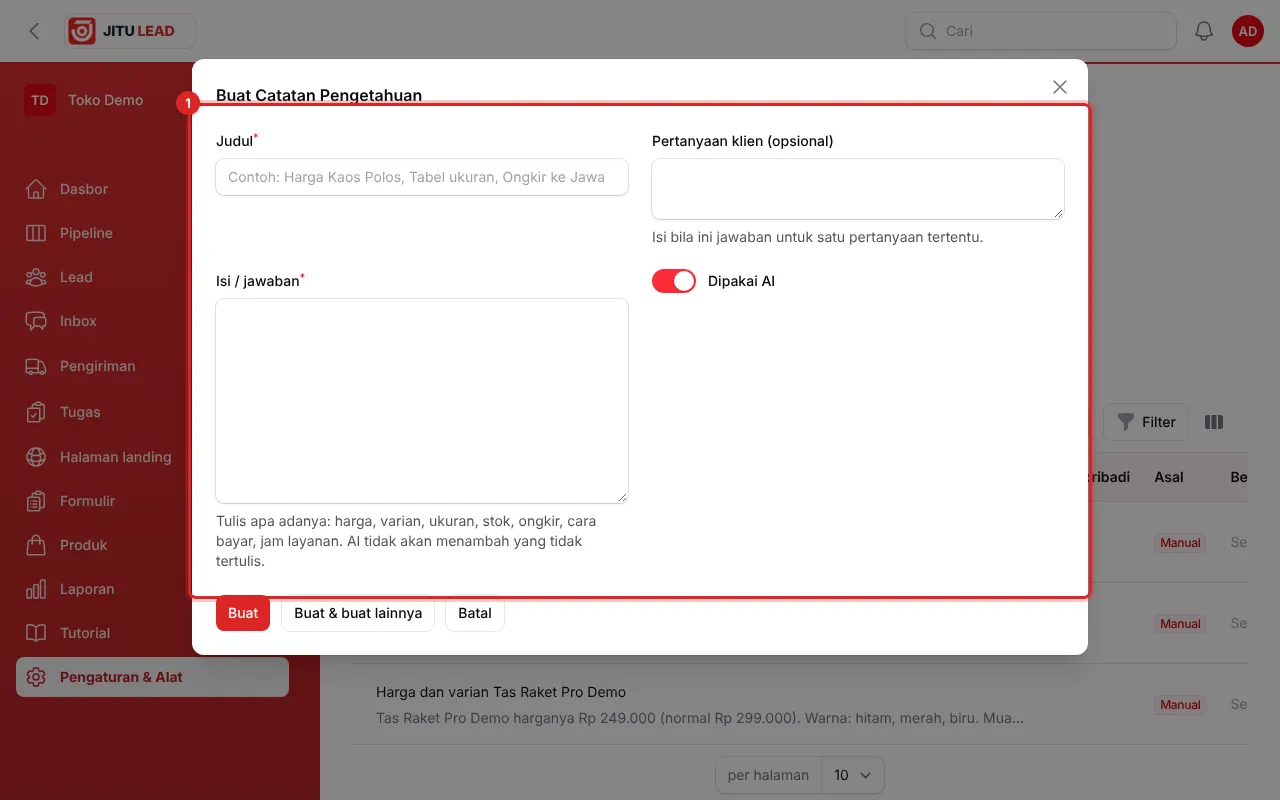 JITU LEAD
Cari
AD
TD
Toko Demo
Dasbor
Pipeline
Lead
Inbox
Pengiriman
Tugas
Halaman landing
Formulir
Produk
Laporan
Tutorial
Pengaturan & Alat
1
Buat Catatan Pengetahuan
Judul*
Contoh: Harga Kaos Polos, Tabel ukuran, Ongkir ke Jawa
Pertanyaan klien (opsional)
Isi bila ini jawaban untuk satu pertanyaan tertentu.
Isi / jawaban*
Dipakai AI
Tulis apa adanya: harga, varian, ukuran, stok, ongkir, cara
bayar, jam layanan. AI tidak akan menambah yang tidak
tertulis.
Buat
Buat & buat lainnya
Batal
Filter
ribadi
Asal
Be
Manual
Se
Manual
Se
Harga dan varian Tas Raket Pro Demo
Tas Raket Pro Demo harganya Rp 249.000 (normal Rp 299.000). Warna: hitam, merah, biru. Mua...
Manual
Se
per halaman
10